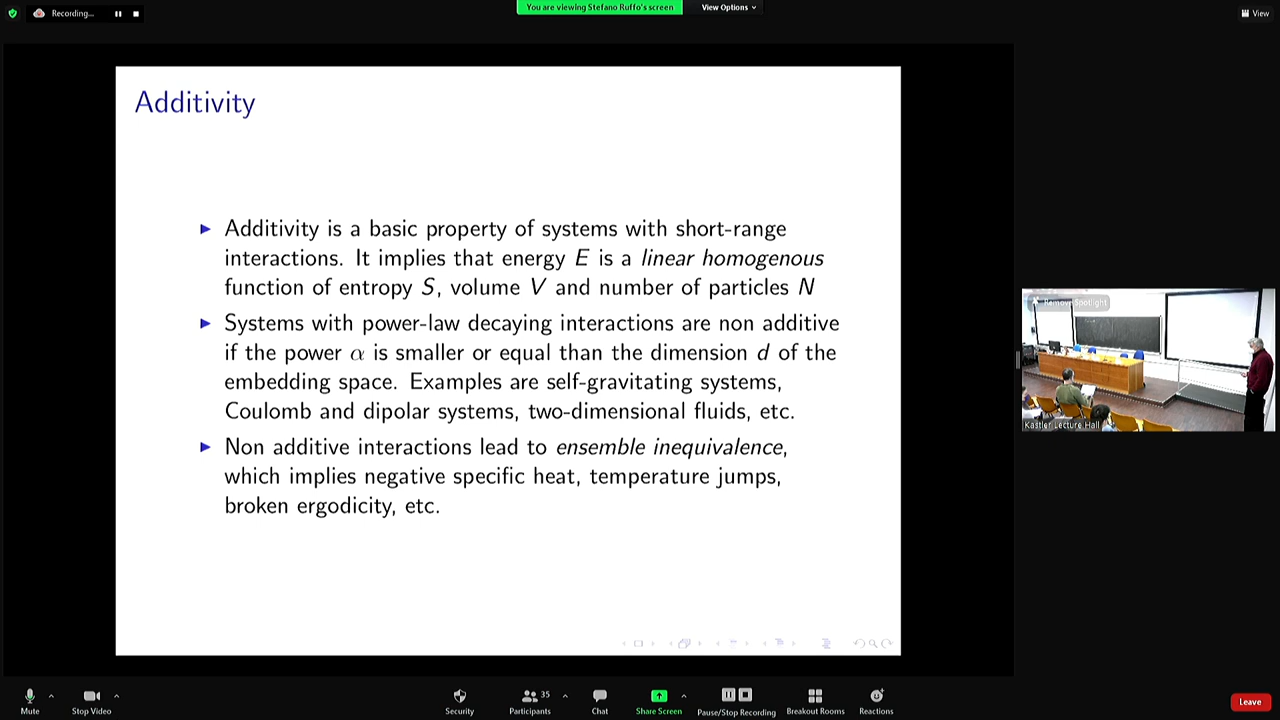 Recording...
You are viewing Stefano Ruffo's screen
View Options
View
Additivity
Additivity is a basic property of systems with short-range
interactions. It implies that energy E is a linear homogenous
function of entropy S, volume V and number of particles N
Systems with power-law decaying interactions are non additive
if the power α is smaller or equal than the dimension d of the
embedding space. Examples are self-gravitating systems,
Coulomb and dipolar systems, two-dimensional fluids, etc.
Non additive interactions lead to ensemble inequivalence,
which implies negative specific heat, temperature jumps,
broken ergodicity, etc.
Remove Spotlight
Kastler Lecture Hall
Mute
Stop Video
Security
Participants
35
Chat
Share Screen
Pause/Stop Recording
Breakout Rooms
Reactions
Leave